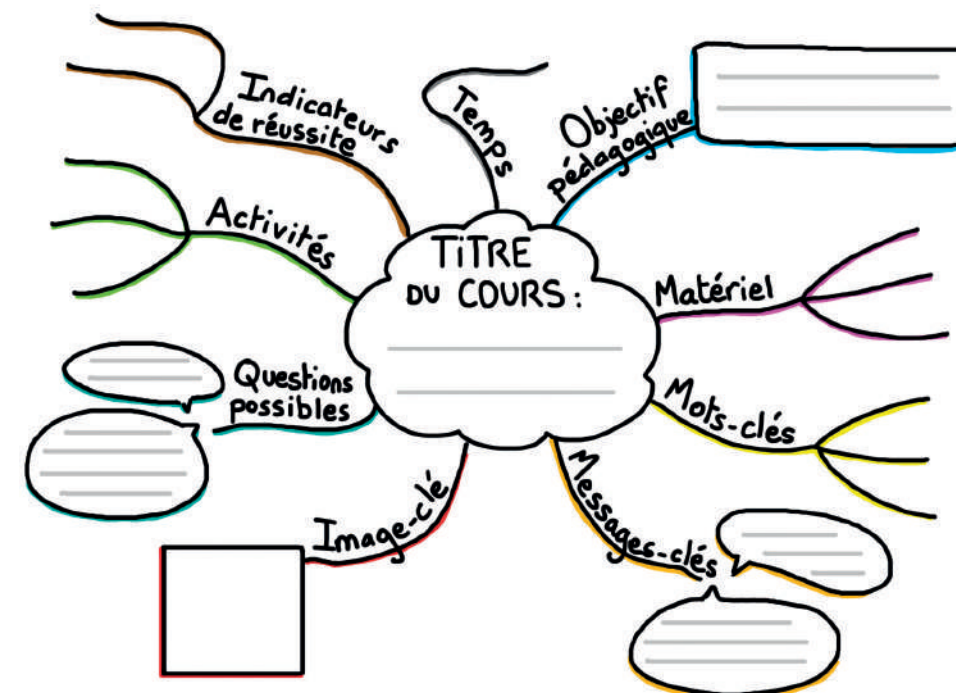 TiTRE
DU COURS :
Temps
Objectif
pédagogique
Matériel
Mots-clés
Messages-clés
Image-clé
Questions
possibles
Activités
Indicateurs
de réussite